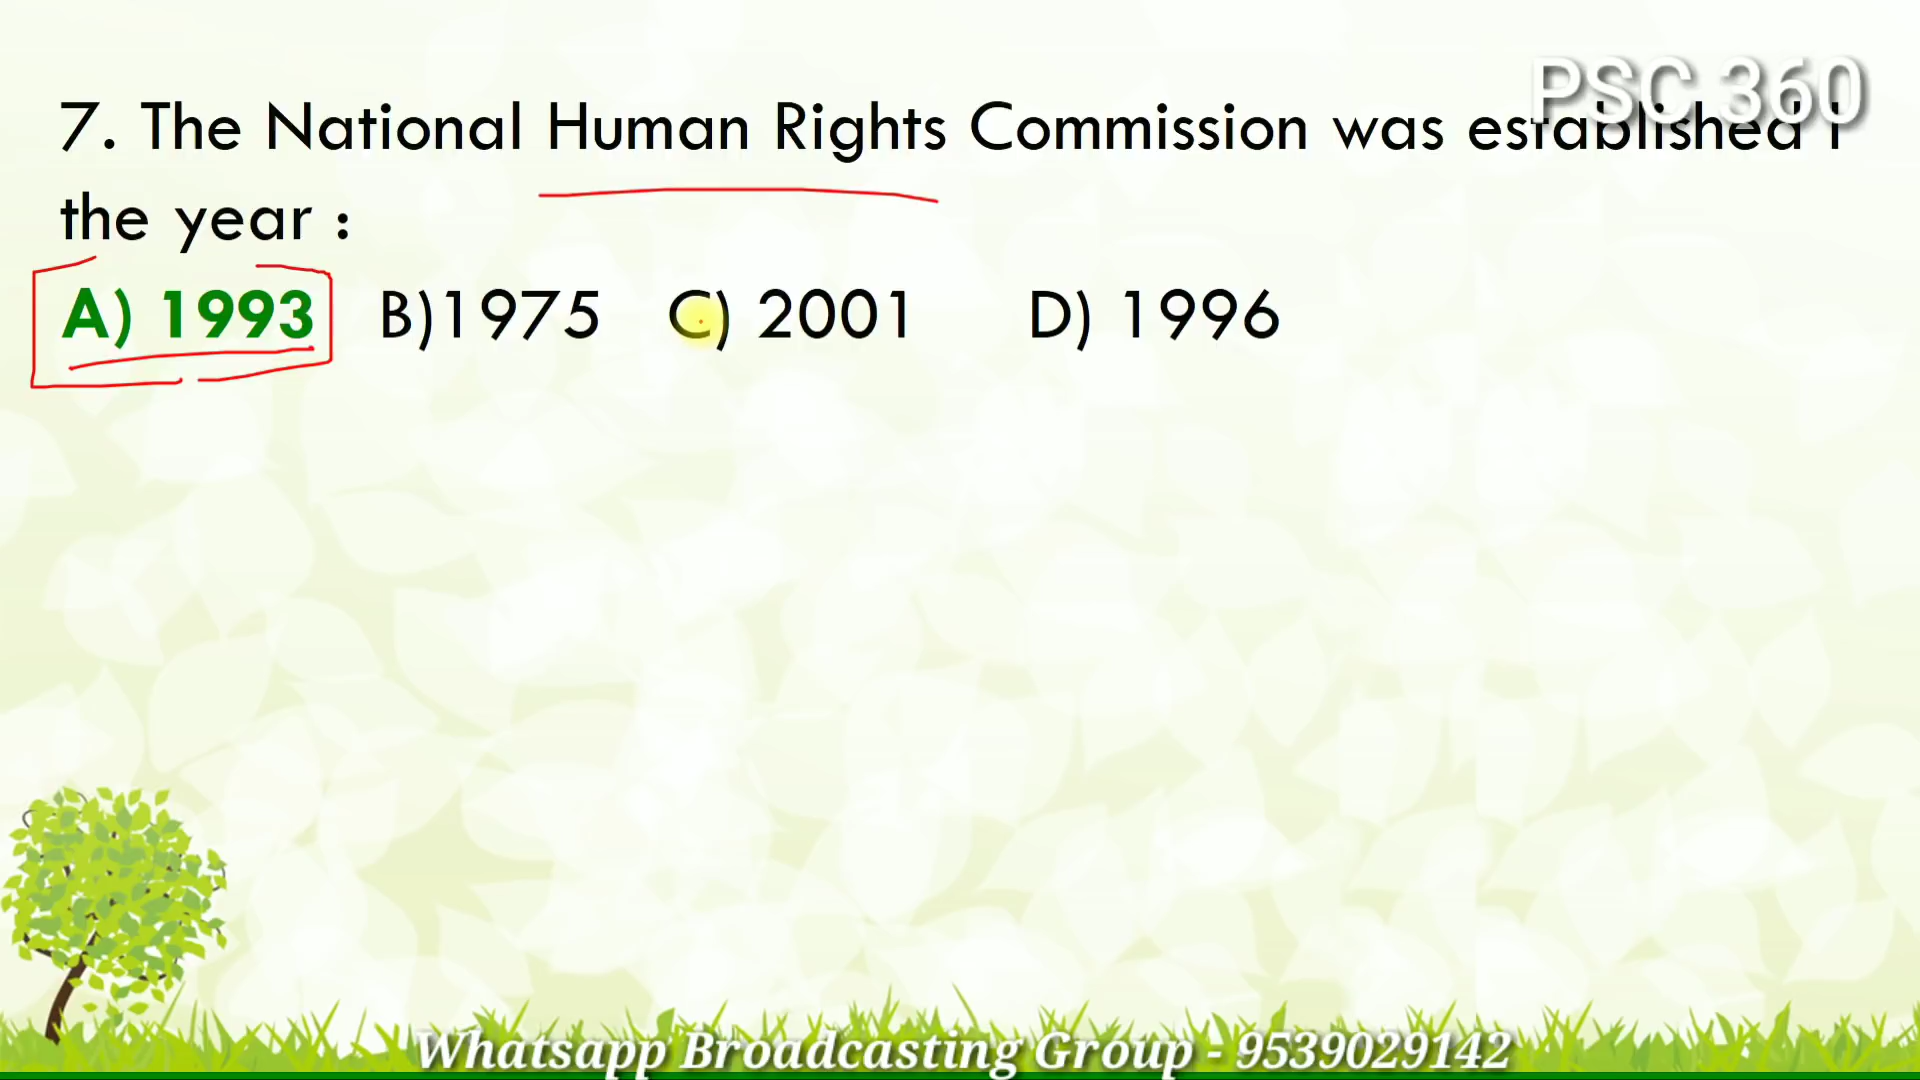 PSC 360
7. The National Human Rights Commission was established I
the year :
A) 1993 B)1975 C) 2001 D) 1996
Whatsapp Broadcasting Group - 9539029142